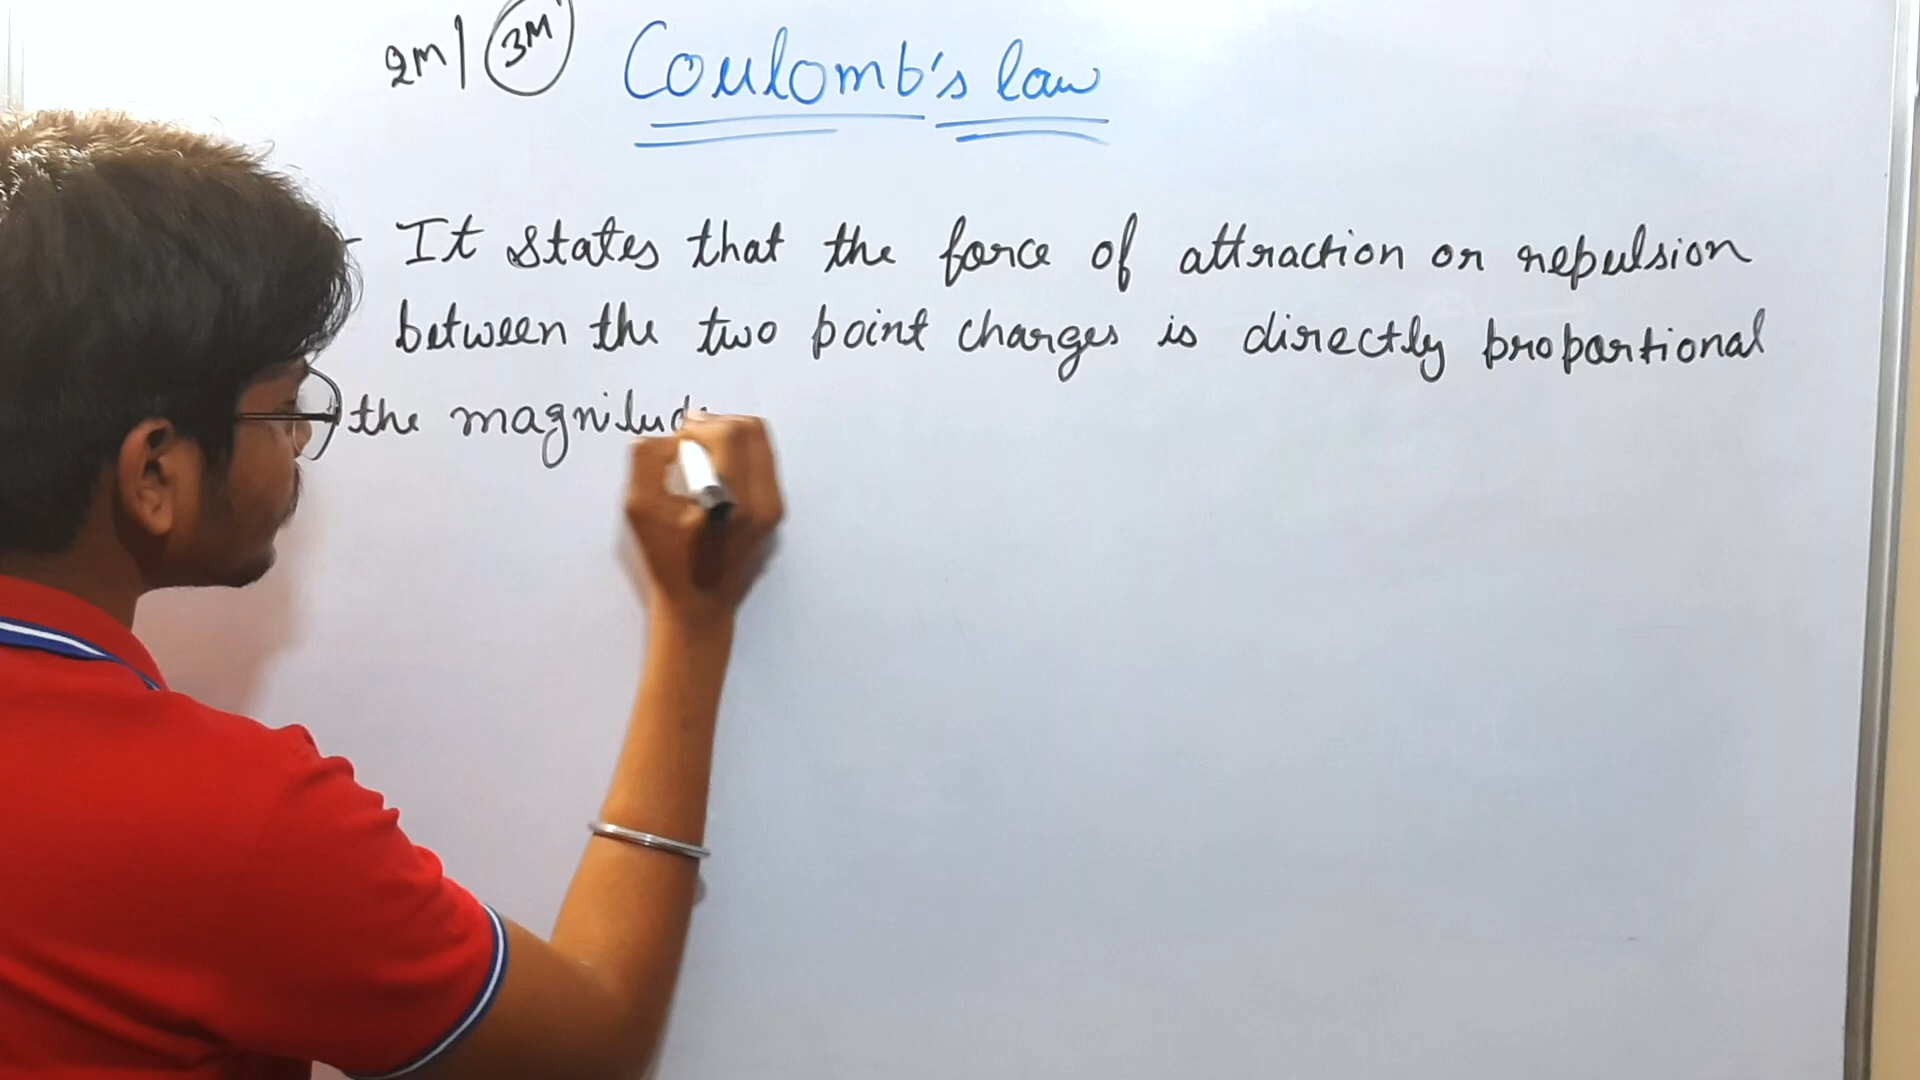 2M | 3M
Coulomb's law
- It states that the force of attraction or repulsion
between the two point charges is directly propartional
the magnitud